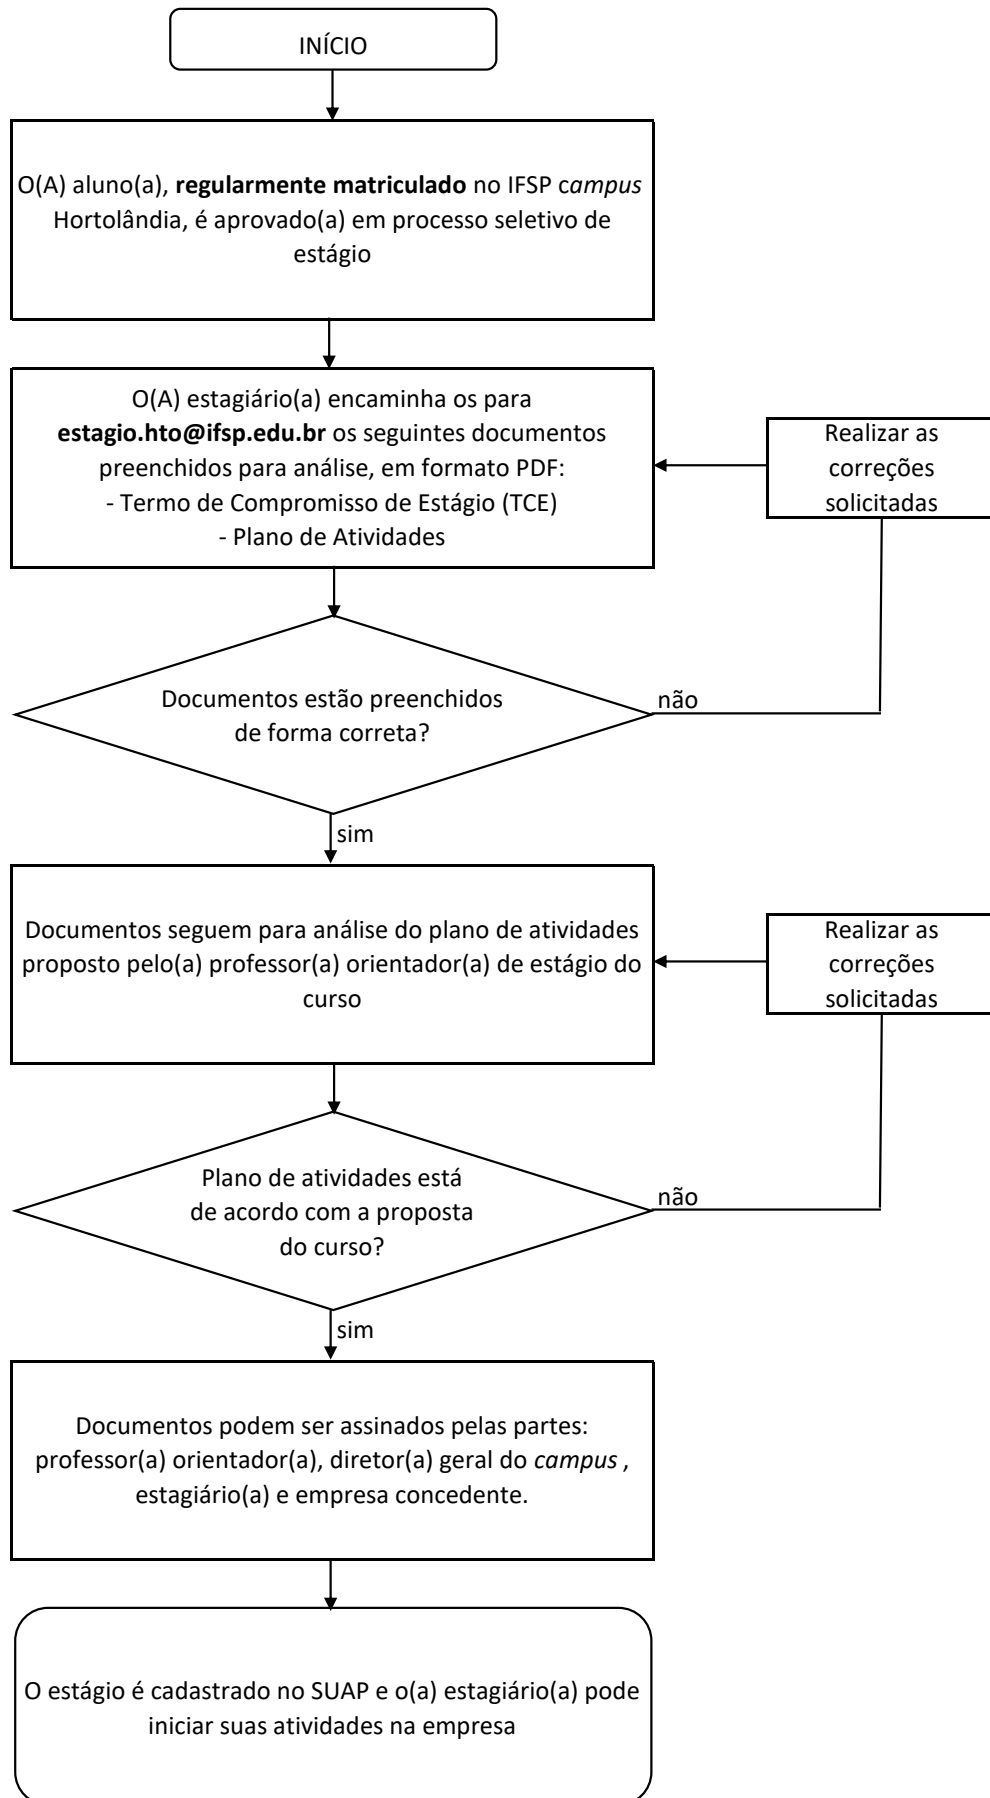 INÍCIO
O(A) aluno(a), regularmente matriculado no IFSP campus
Hortolândia, é aprovado(a) em processo seletivo de
estágio
O(A) estagiário(a) encaminha os para
estagio.hto@ifsp.edu.br os seguintes documentos
preenchidos para análise, em formato PDF:
- Termo de Compromisso de Estágio (TCE)
- Plano de Atividades
Realizar as
correções
solicitadas
Documentos estão preenchidos
de forma correta?
não
sim
Documentos seguem para análise do plano de atividades
proposto pelo(a) professor(a) orientador(a) de estágio do
curso
Realizar as
correções
solicitadas
Plano de atividades está
de acordo com a proposta
do curso?
não
sim
Documentos podem ser assinados pelas partes:
professor(a) orientador(a), diretor(a) geral do campus ,
estagiário(a) e empresa concedente.
O estágio é cadastrado no SUAP e o(a) estagiário(a) pode
iniciar suas atividades na empresa